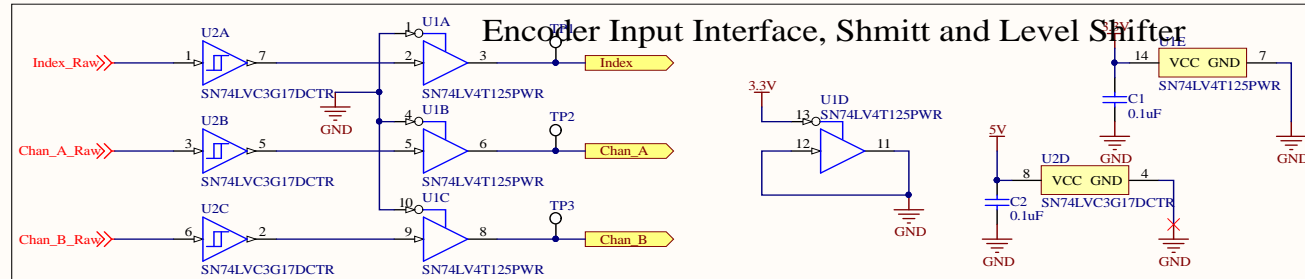 Encoder Input Interface, Shmitt and Level Shifter
U2A
1
7
SN74LVC3G17DCTR
Index_Raw
U1A
1
2
3
SN74LV4T125PWR
TP1
Index
GND
U2B
3
5
SN74LVC3G17DCTR
Chan_A_Raw
U1B
4
5
6
SN74LV4T125PWR
TP2
Chan_A
U2C
6
2
SN74LVC3G17DCTR
Chan_B_Raw
U1C
10
9
8
SN74LV4T125PWR
TP3
Chan_B
3.3V
U1D
SN74LV4T125PWR
13
12
11
GND
3.3V
U1E
14
VCC GND
7
SN74LV4T125PWR
C1
0.1uF
GND
GND
5V
U2D
8
VCC GND
4
SN74LVC3G17DCTR
C2
0.1uF
GND
GND